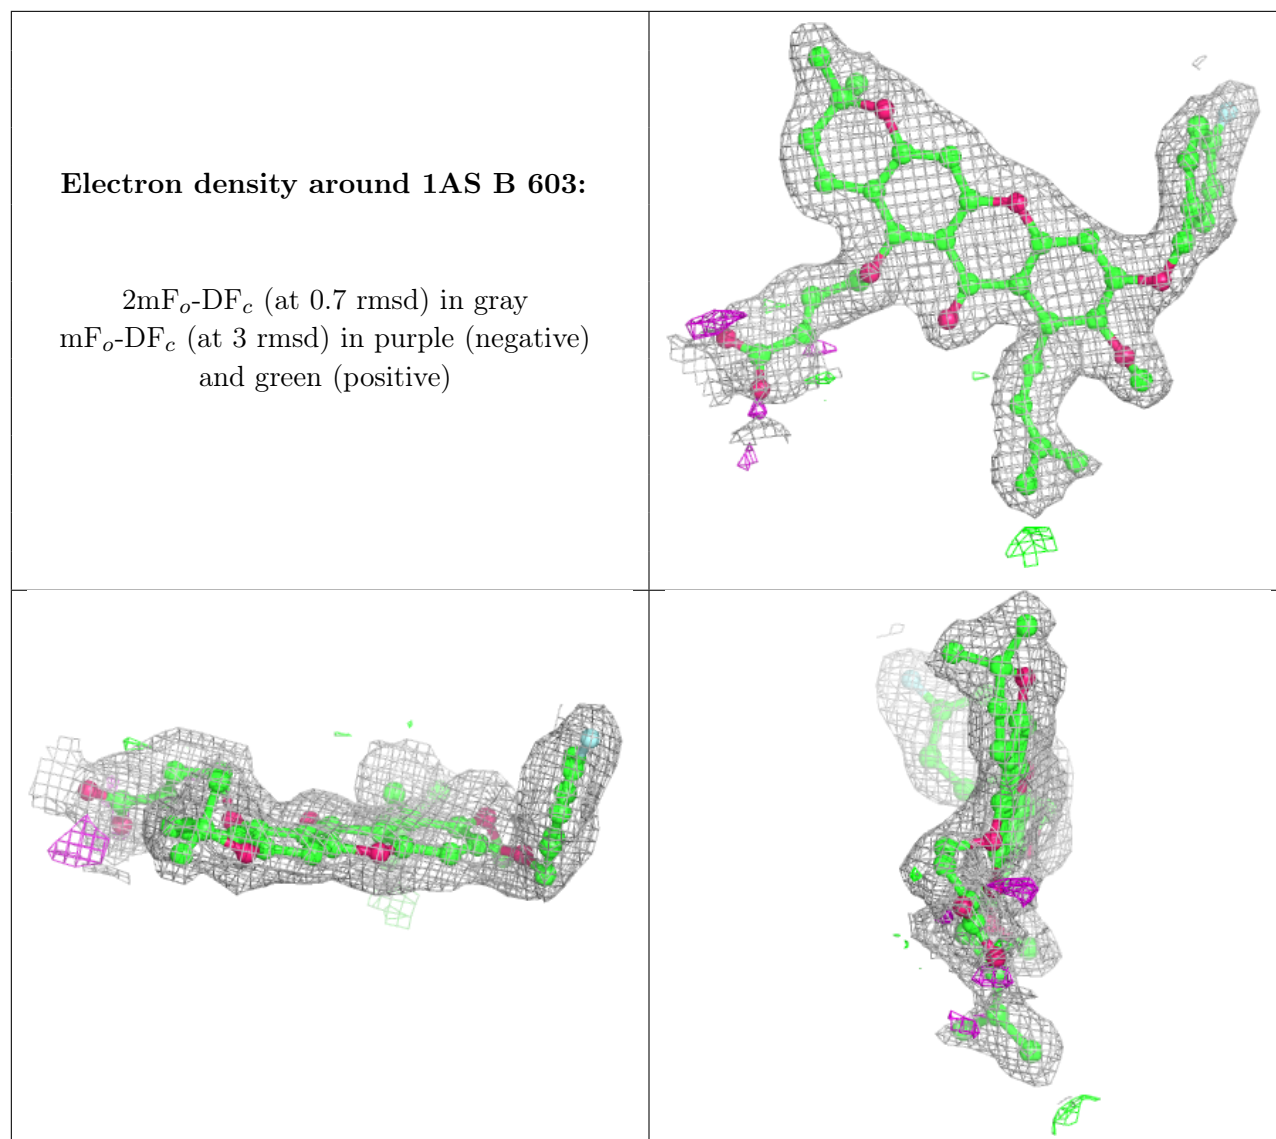 Electron density around 1AS B 603:
2mFₒ-DF𝒸 (at 0.7 rmsd) in gray
mFₒ-DF𝒸 (at 3 rmsd) in purple (negative)
and green (positive)